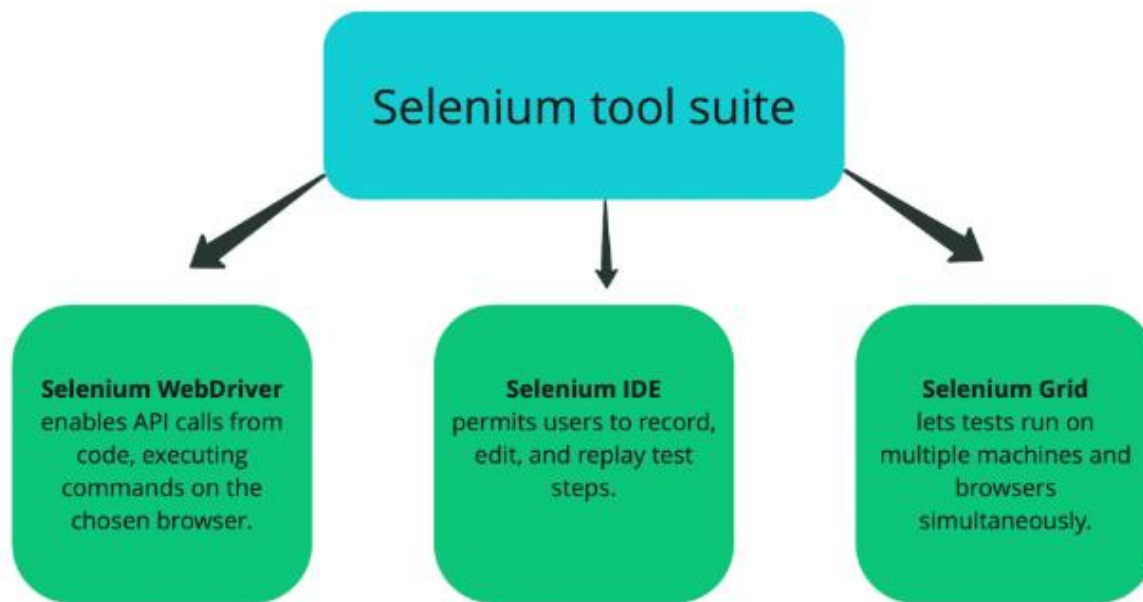 Selenium tool suite
Selenium WebDriver
enables API calls from
code, executing
commands on the
chosen browser.
Selenium IDE
permits users to record,
edit, and replay test
steps.
Selenium Grid
lets tests run on
multiple machines and
browsers
simultaneously.